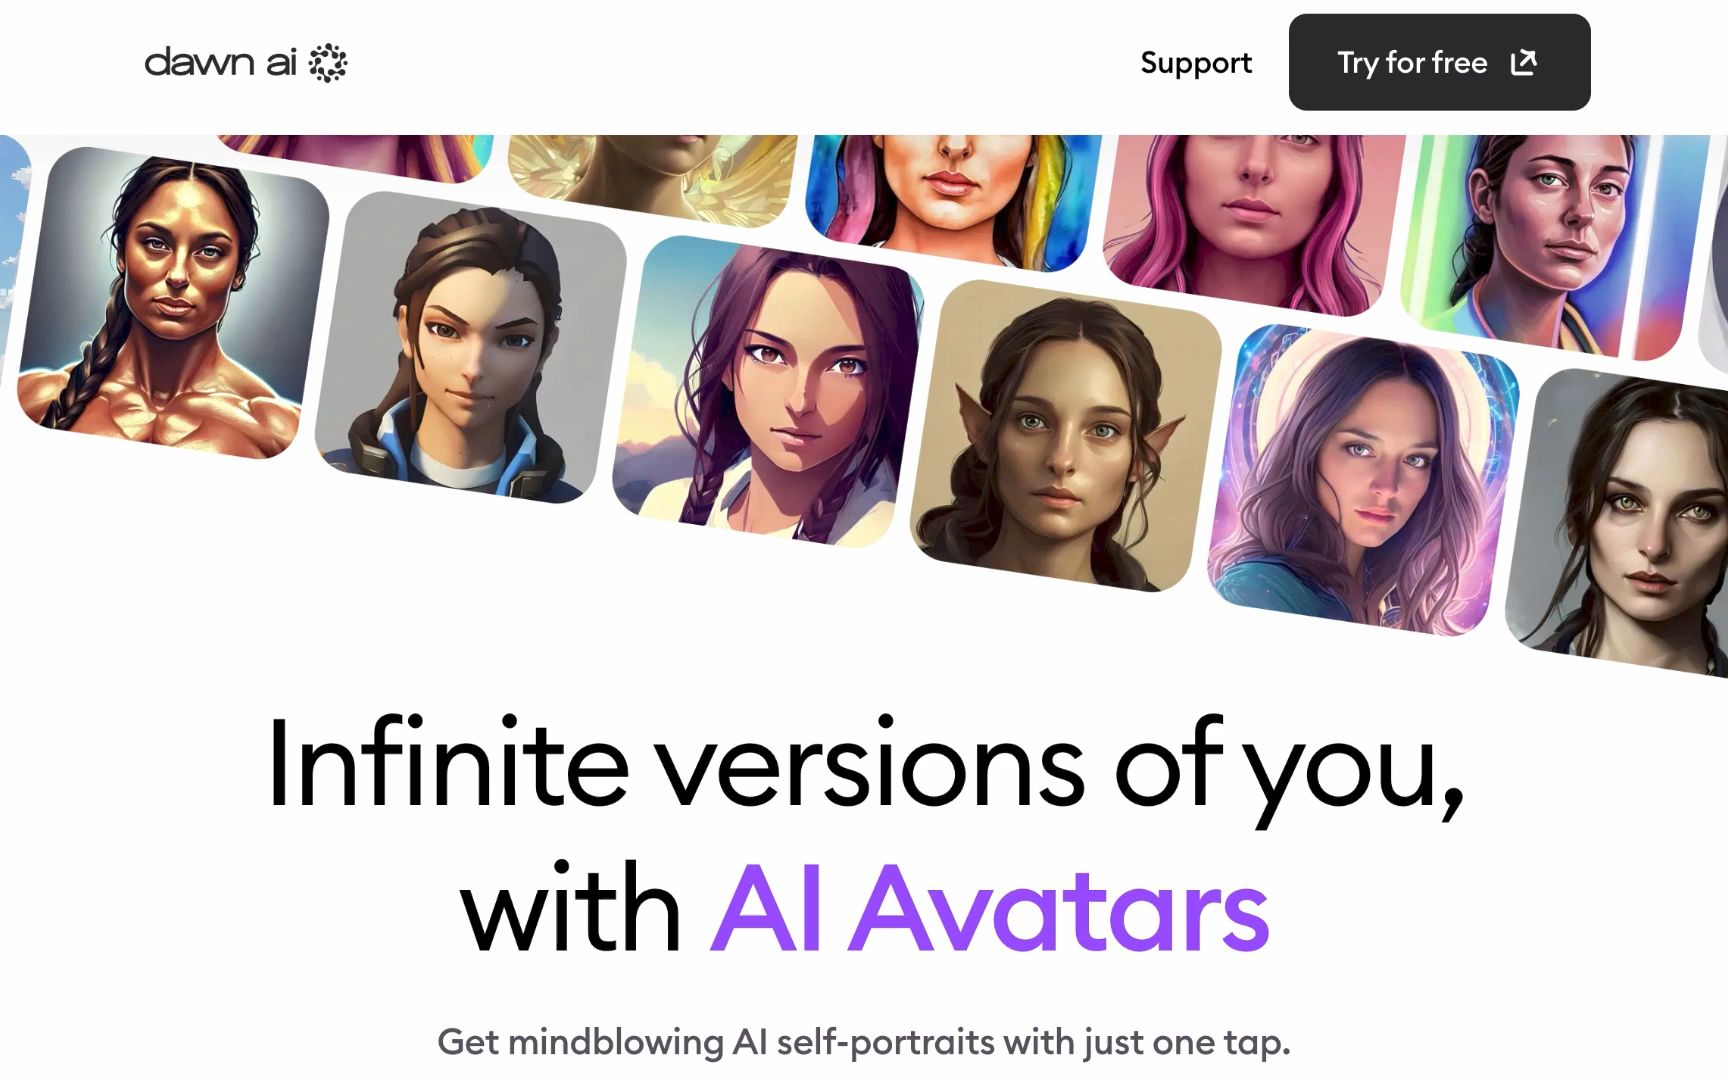 dawn ai
Support
Try for free
Infinite versions of you,
with AI Avatars
Get mindblowing AI self-portraits with just one tap.